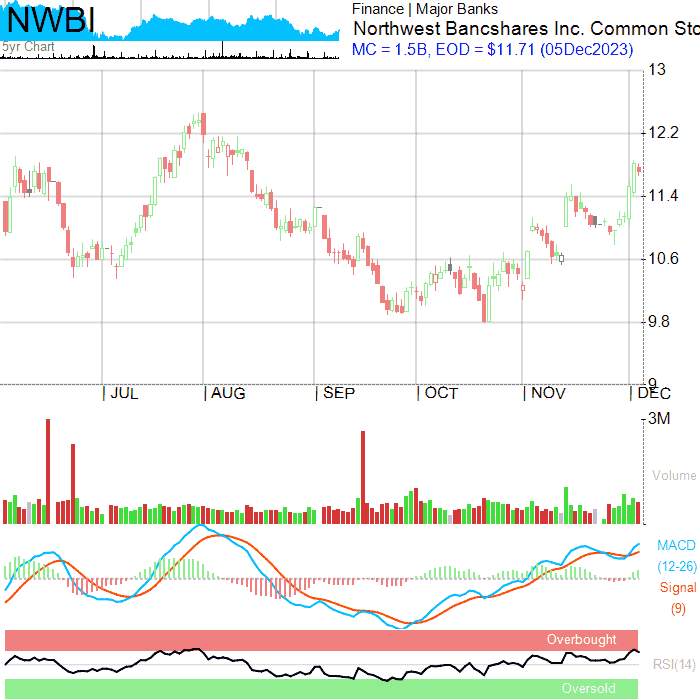 NWBI
5yr Chart
Finance | Major Banks
Northwest Bancshares Inc. Common Sto
MC = 1.5B, EOD = $11.71 (05Dec2023)
13
12.2
11.4
10.6
9.8
9
| JUL | AUG | SEP | OCT | NOV | DEC
3M
Volume
MACD
(12-26)
Signal
(9)
Overbought
RSI(14)
Oversold